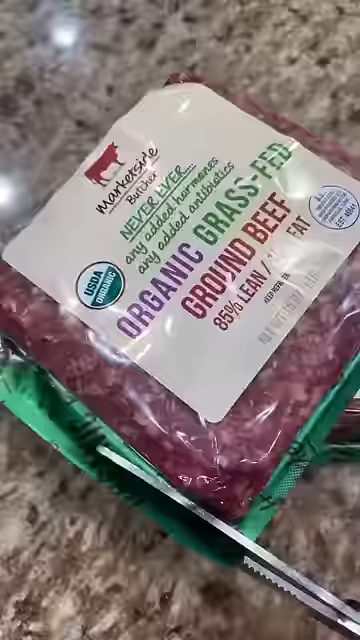 Marketside
Butcher
NEVER EVER...
any added hormones
any added antibiotics
USDA
ORGANIC
ORGANIC GRASS-FED
GROUND BEEF
85% LEAN / FAT
EST.